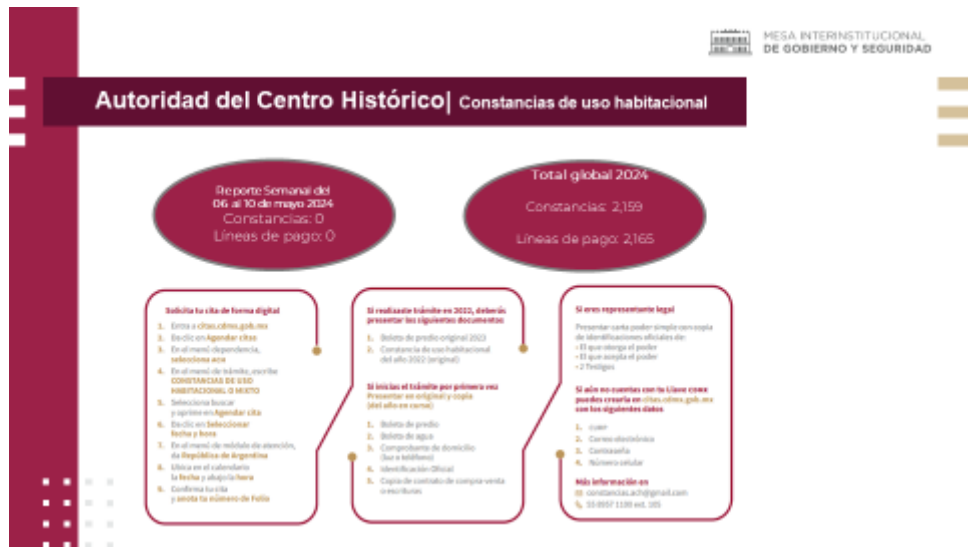 MESA INTERINSTITUCIONAL
DE GOBIERNO Y SEGURIDAD
Autoridad del Centro Histórico| Constancias de uso habitacional
Reporte Semanal del
06 al 10 de mayo 2024
Constancias: 0
Líneas de pago: 0
Total global 2024
Constancias: 2,159
Líneas de pago: 2,165
Solicita tu cita de forma digital
1. Entra a citas.cdmx.gob.mx
2. Da clic en Agendar citas
3. En el menú dependencia,
selecciona ACH
4. En el menú de trámite, escribe
CONSTANCIAS DE USO
HABITACIONAL O MIXTO
5. Selecciona buscar
y oprime en Agendar cita
6. Da clic en Seleccionar
fecha y hora
7. En el menú de módulo de atención,
da República de Argentina
8. Ubica en el calendario
la fecha y abajo la hora
9. Confirma tu cita
y anota tu número de Folio
Si realizaste trámite en 2022, deberás
presentar los siguientes documentos
1. Boleta de predio original 2023
2. Constancia de uso habitacional
del año 2022 (original)
Si inicias el trámite por primera vez
Presentar en original y copia
(del año en curso)
1. Boleta de predio
2. Boleta de agua
3. Comprobante de domicilio
(luz o teléfono)
4. Identificación Oficial
5. Copia de contrato de compra-venta
o escrituras
Si eres representante legal
Presentar carta poder simple con copia
de identificaciones oficiales de:
• El que otorga el poder
• El que acepta el poder
• 2 Testigos
Si aún no cuentas con tu Llave CDMX
puedes crearla en citas.cdmx.gob.mx
con los siguientes datos
1. CURP
2. Correo electrónico
3. Contraseña
4. Número celular
Más información en
constancias.ach@gmail.com
55 8957 1100 ext. 105